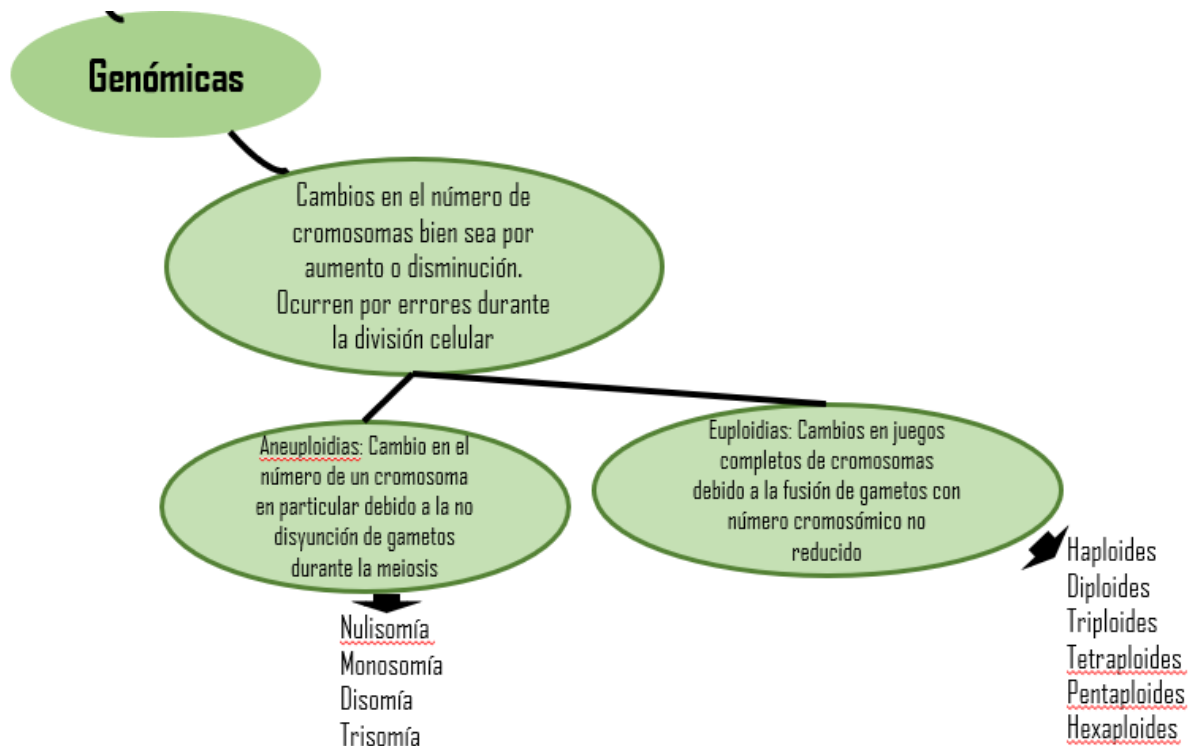 Genómicas
Cambios en el número de
cromosomas bien sea por
aumento o disminución.
Ocurren por errores durante
la división celular
Aneuploidias: Cambio en el
número de un cromosoma
en particular debido a la no
disyunción de gametos
durante la meiosis
Nulisomía
Monosomía
Disomía
Trisomía
Euploidias: Cambios en juegos
completos de cromosomas
debido a la fusión de gametos con
número cromosómico no
reducido
Haploides
Diploides
Triploides
Tetraploides
Pentaploides
Hexaploides